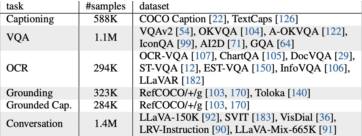 task #samples dataset
Captioning 588K COCO Caption [22], TextCaps [126]
VQA 1.1M VQAv2 [54], OKVQA [104], A-OKVQA [122],
IconQA [99], AI2D [71], GQA [64]
OCR 294K OCR-VQA [107], ChartQA [105], DocVQA [29],
ST-VQA [12], EST-VQA [150], InfoVQA [106],
LLaVAR [182]
Grounding 323K RefCOCO/+/g [103, 170], Toloka [140]
Grounded Cap. 284K RefCOCO/+/g [103, 170]
Conversation 1.4M LLaVA-150K [92], SVIT [183], VisDial [36],
LRV-Instruction [90], LLaVA-Mix-665K [91]